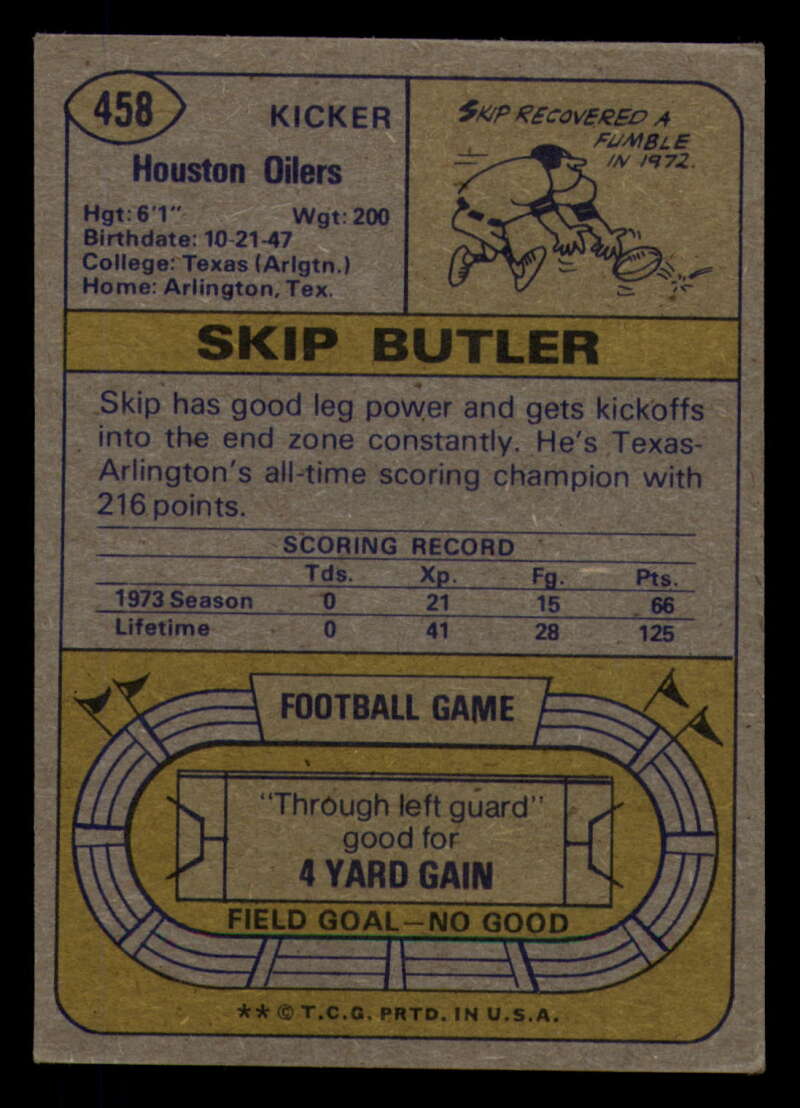 458
KICKER
Houston Oilers
Hgt: 6'1" Wgt: 200
Birthdate: 10-21-47
College: Texas (Arlgtn.)
Home: Arlington, Tex.
SKIP RECOVERED A
FUMBLE
IN 1972.
SKIP BUTLER
Skip has good leg power and gets kickoffs
into the end zone constantly. He's Texas-
Arlington's all-time scoring champion with
216 points.
SCORING RECORD
Tds. Xp. Fg. Pts.
1973 Season 0 21 15 66
Lifetime 0 41 28 125
FOOTBALL GAME
"Through left guard"
good for
4 YARD GAIN
FIELD GOAL—NO GOOD
** © T.C.G. PRTD. IN U.S.A.